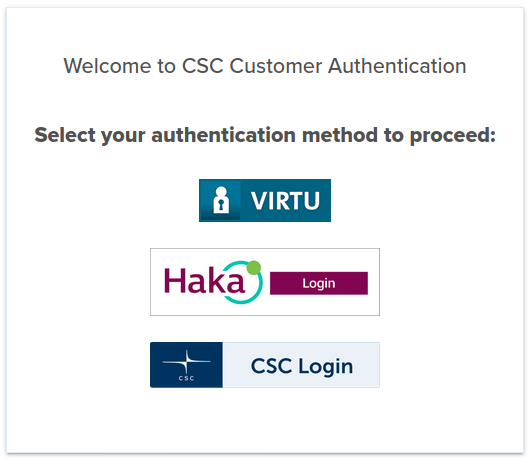 Welcome to CSC Customer Authentication
Select your authentication method to proceed:
VIRTU
Haka Login
CSC CSC Login